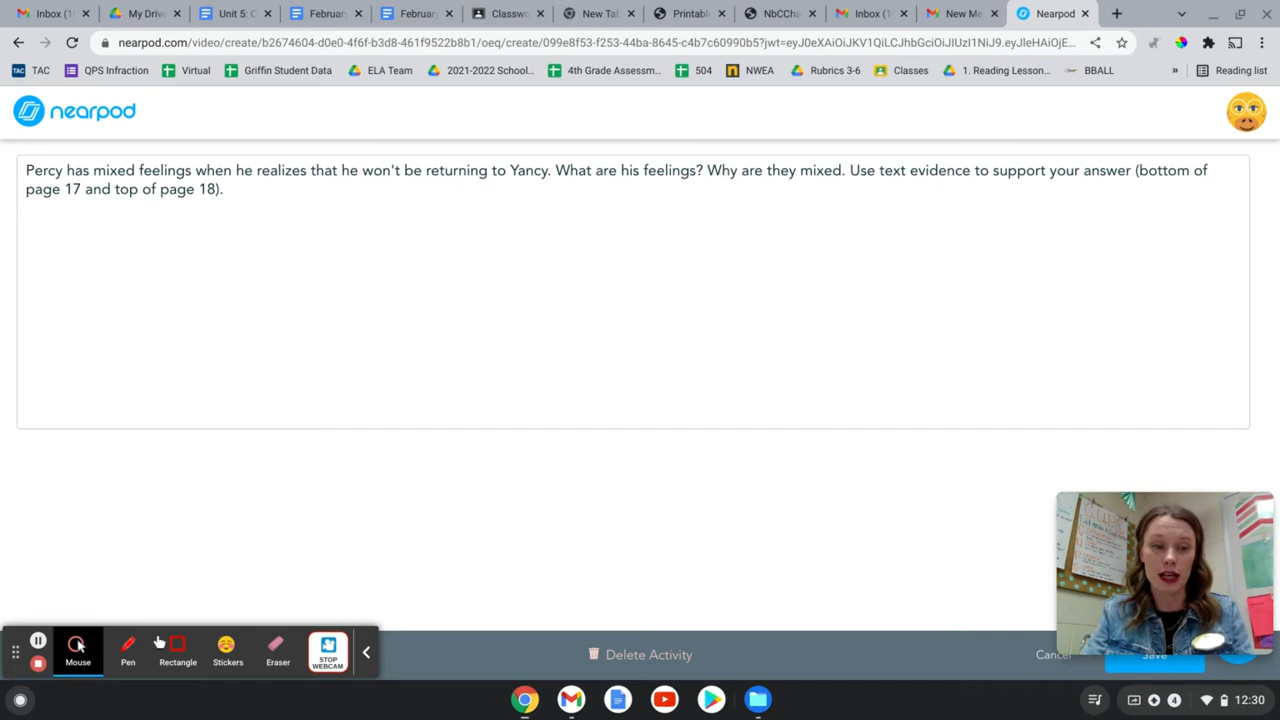 Inbox (1
My Drive
Unit 5: C
February
February
Classwo
New Tab
Printable
NbCCha
Inbox (1
New Me
Nearpod
nearpod.com/video/create/b2674604-d0e0-4f6f-b3d8-461f9522b8b1/oeq/create/099e8f53-f253-44ba-8645-c4b7c60990b5?jwt=eyJ0eXAiOiJKV1QiLCJhbGciOiJIUzI1NiJ9.eyJleHAiOjE...
TAC
QPS Infraction
Virtual
Griffin Student Data
ELA Team
2021-2022 School...
4th Grade Assessm...
504
NWEA
Rubrics 3-6
Classes
1. Reading Lesson...
BBALL
»
Reading list
nearpod
Percy has mixed feelings when he realizes that he won't be returning to Yancy. What are his feelings? Why are they mixed. Use text evidence to support your answer (bottom of
page 17 and top of page 18).
Mouse
Pen
Rectangle
Stickers
Eraser
STOP
WEBCAM
Delete Activity
Cancel
Save
4
12:30